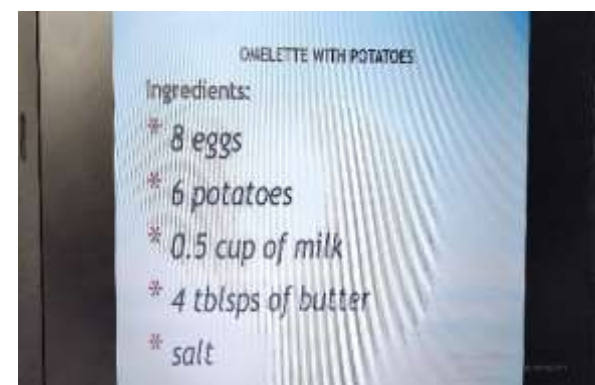 OMELETTE WITH POTATOES
Ingredients:
* 8 eggs
* 6 potatoes
* 0.5 cup of milk
* 4 tblsps of butter
* salt